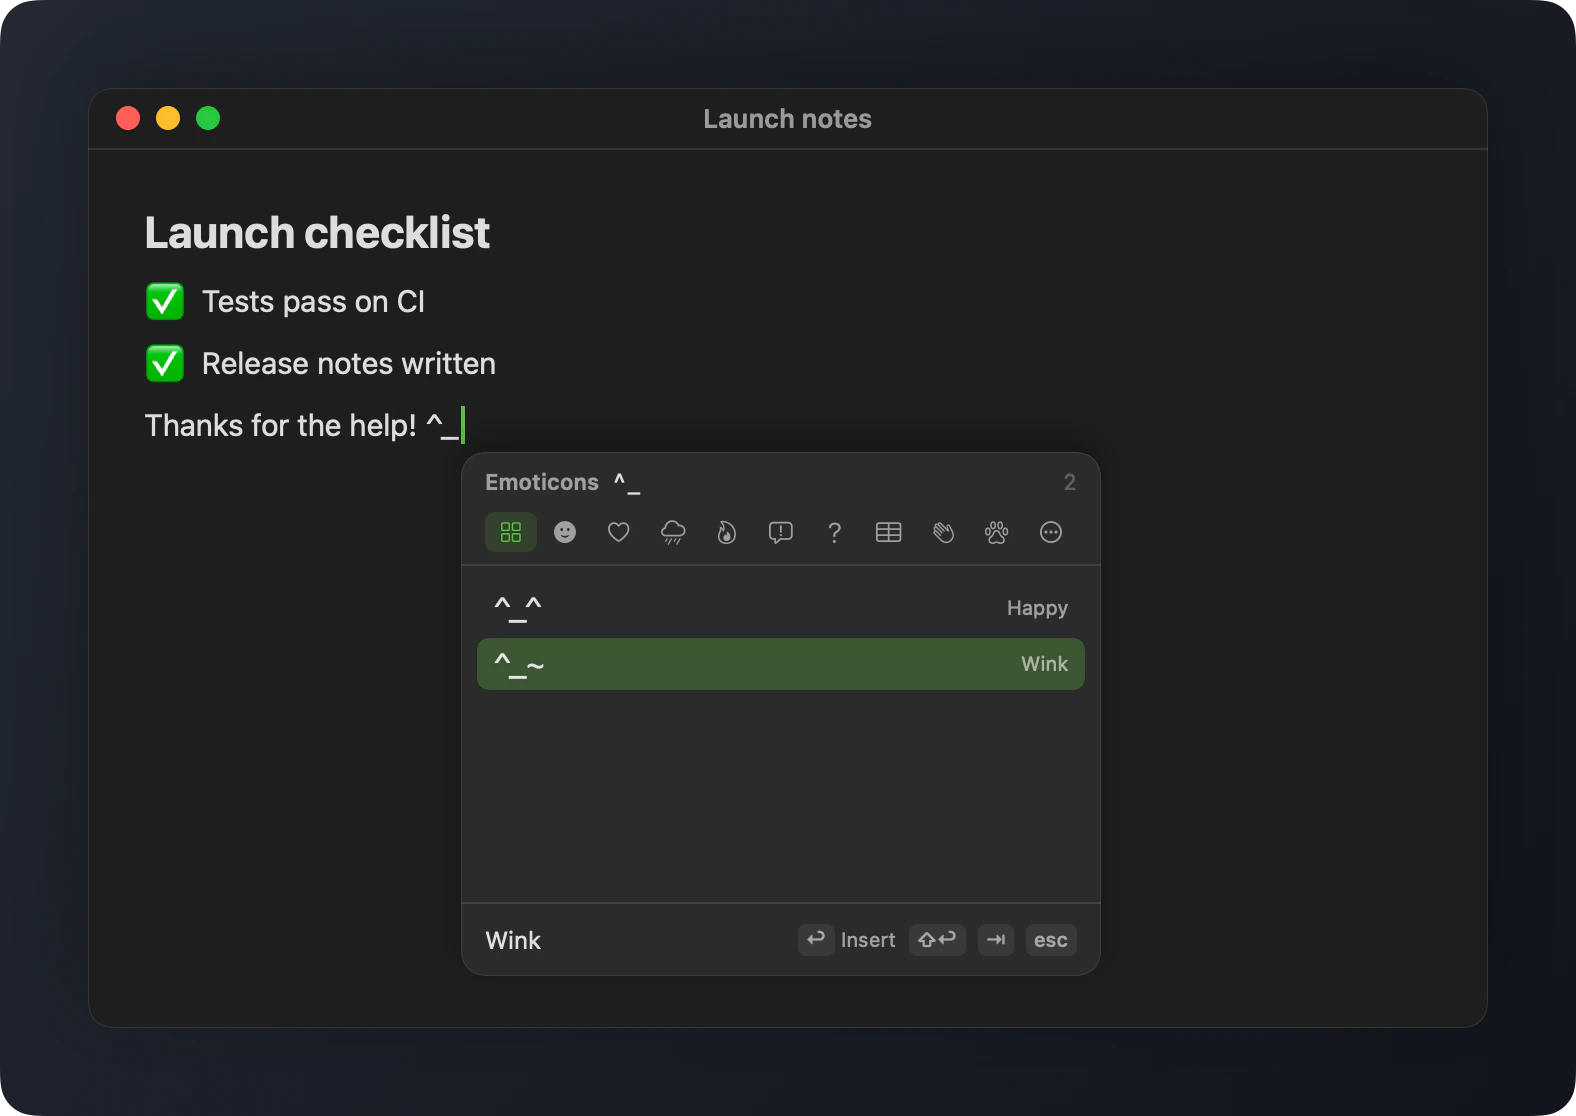 Launch notes
Launch checklist
✅ Tests pass on CI
✅ Release notes written
Thanks for the help! ^_
Emoticons ^_ 2
^_^ Happy
^_~ Wink
Wink ↩ Insert ⇧↩ ⇥ esc